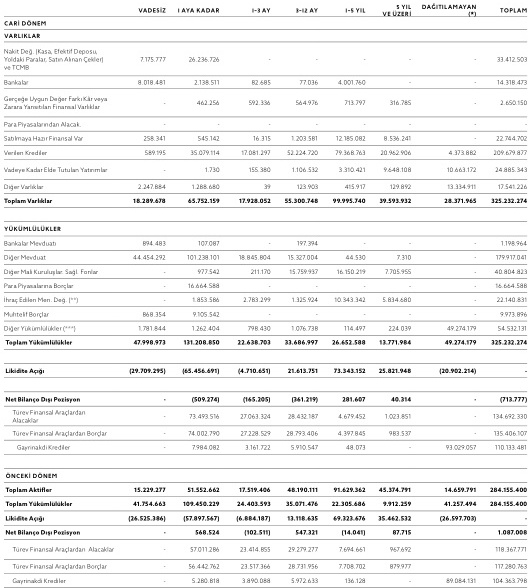 VADESİZ 1 AYA KADAR 1-3 AY 3-12 AY 1-5 YIL 5 YIL VE ÜZERİ DAĞITILAMAYAN (*) TOPLAM
CARİ DÖNEM
VARLIKLAR
Nakit Değ. (Kasa, Efektif Deposu,
Yoldaki Paralar, Satın Alınan Çekler) 7.175.777 26.236.726 - - - - - 33.412.503
ve TCMB
Bankalar 8.018.481 2.138.511 82.685 77.036 4.001.760 - - 14.318.473
Gerçeğe Uygun Değer Farkı Kâr veya
Zarara Yansıtılan Finansal Varlıklar - 462.256 592.336 564.976 713.797 316.785 - 2.650.150
Para Piyasalarından Alacak. - - - - - - - -
Satılmaya Hazır Finansal Var. 258.341 545.142 16.315 1.203.581 12.185.082 8.536.241 - 22.744.702
Verilen Krediler 589.195 35.079.114 17.081.297 52.224.720 79.368.763 20.962.906 4.373.882 209.679.877
Vadeye Kadar Elde Tutulan Yatırımlar - 1.730 155.380 1.106.532 3.310.421 9.648.108 10.663.172 24.885.343
Diğer Varlıklar 2.247.884 1.288.680 39 123.903 415.917 129.892 13.334.911 17.541.226
Toplam Varlıklar 18.289.678 65.752.159 17.928.052 55.300.748 99.995.740 39.593.932 28.371.965 325.232.274
YÜKÜMLÜLÜKLER
Bankalar Mevduatı 894.483 107.087 - 197.394 - - - 1.198.964
Diğer Mevduat 44.454.292 101.238.101 18.845.804 15.327.004 44.530 7.310 - 179.917.041
Diğer Mali Kuruluşlar. Sağl. Fonlar - 977.542 211.170 15.759.937 16.150.219 7.705.955 - 40.804.823
Para Piyasalarına Borçlar - 16.664.588 - - - - - 16.664.588
İhraç Edilen Men. Değ. (**) - 1.853.586 2.783.299 1.325.924 10.343.342 5.834.680 - 22.140.831
Muhtelif Borçlar 868.354 9.105.542 - - - - - 9.973.896
Diğer Yükümlülükler (***) 1.781.844 1.262.404 798.430 1.076.738 114.497 224.039 49.274.179 54.532.131
Toplam Yükümlülükler 47.998.973 131.208.850 22.638.703 33.686.997 26.652.588 13.771.984 49.274.179 325.232.274
Likidite Açığı (29.709.295) (65.456.691) (4.710.651) 21.613.751 73.343.152 25.821.948 (20.902.214) -
Net Bilanço Dışı Pozisyon - (509.274) (165.205) (361.219) 281.607 40.314 - (713.777)
Türev Finansal Araçlardan
Alacaklar - 73.493.516 27.063.324 28.432.187 4.679.452 1.023.851 - 134.692.330
Türev Finansal Araçlardan Borçlar - 74.002.790 27.228.529 28.793.406 4.397.845 983.537 - 135.406.107
Gayrinakdi Krediler - 7.984.082 3.161.722 5.910.547 48.073 - 93.029.057 110.133.481
ÖNCEKİ DÖNEM
Toplam Aktifler 15.229.277 51.552.662 17.519.406 48.190.111 91.629.362 45.374.791 14.659.791 284.155.400
Toplam Yükümlülükler 41.754.663 109.450.229 24.403.593 35.071.476 22.305.686 9.912.259 41.257.494 284.155.400
Likidite Açığı (26.525.386) (57.897.567) (6.884.187) 13.118.635 69.323.676 35.462.532 (26.597.703) -
Net Bilanço Dışı Pozisyon - 568.524 (102.511) 547.321 (14.041) 87.715 - 1.087.008
Türev Finansal Araçlardan Alacaklar - 57.011.286 23.414.855 29.279.277 7.694.661 967.692 - 118.367.771
Türev Finansal Araçlardan Borçlar - 56.442.762 23.517.366 28.731.956 7.708.702 879.977 - 117.280.763
Gayrinakdi Krediler - 5.280.818 3.890.088 5.972.633 136.128 - 89.084.131 104.363.798